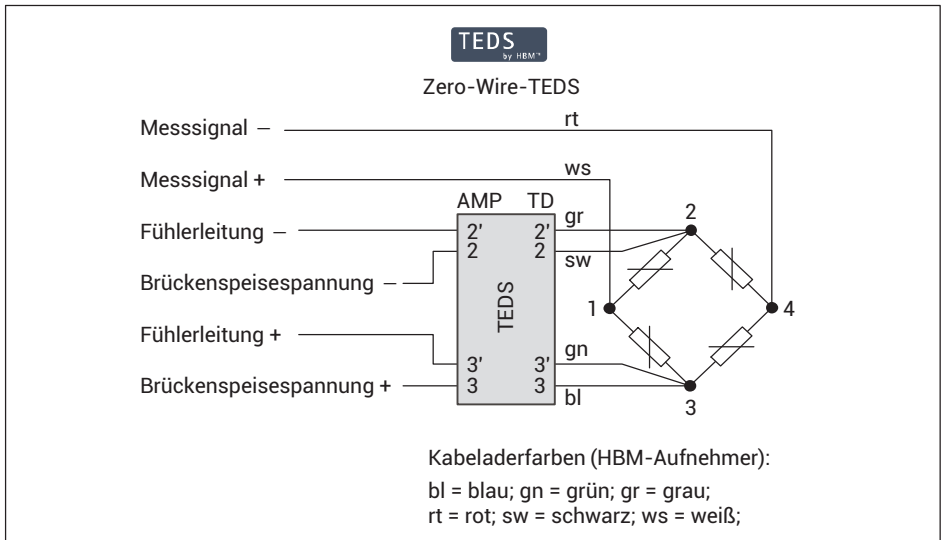 TEDS
by HBM™
Zero-Wire-TEDS
Messsignal – rt
Messsignal + ws
AMP TD
Fühlerleitung – 2' 2' gr 2
Brückenspeisespannung – 2 2 sw
TEDS
1 4
Fühlerleitung + 3' 3' gn
Brückenspeisespannung + 3 3 bl 3
Kabeladerfarben (HBM-Aufnehmer):
bl = blau; gn = grün; gr = grau;
rt = rot; sw = schwarz; ws = weiß;